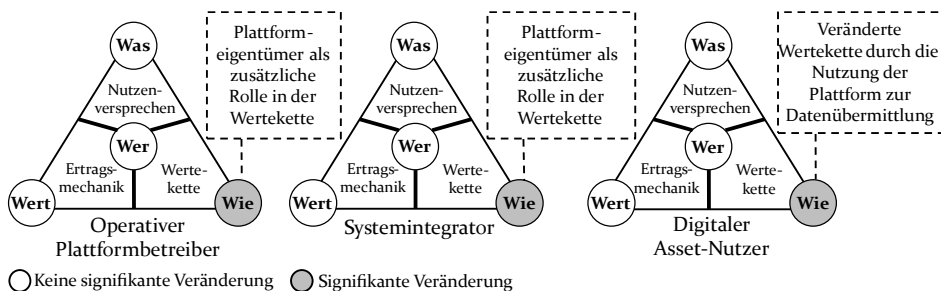 Was
Nutzen-
versprechen
Wer
Ertrags-
mechanik
Werte-
kette
Wert
Wie
Plattform-
eigentümer als
zusätzliche
Rolle in der
Wertekette
Operativer
Plattformbetreiber
Was
Nutzen-
versprechen
Wer
Ertrags-
mechanik
Werte-
kette
Wert
Wie
Plattform-
eigentümer als
zusätzliche
Rolle in der
Wertekette
Systemintegrator
Was
Nutzen-
versprechen
Wer
Ertrags-
mechanik
Werte-
kette
Wert
Wie
Veränderte
Wertekette durch die
Nutzung der
Plattform zur
Datenübermittlung
Digitaler
Asset-Nutzer
Keine signifikante Veränderung
Signifikante Veränderung